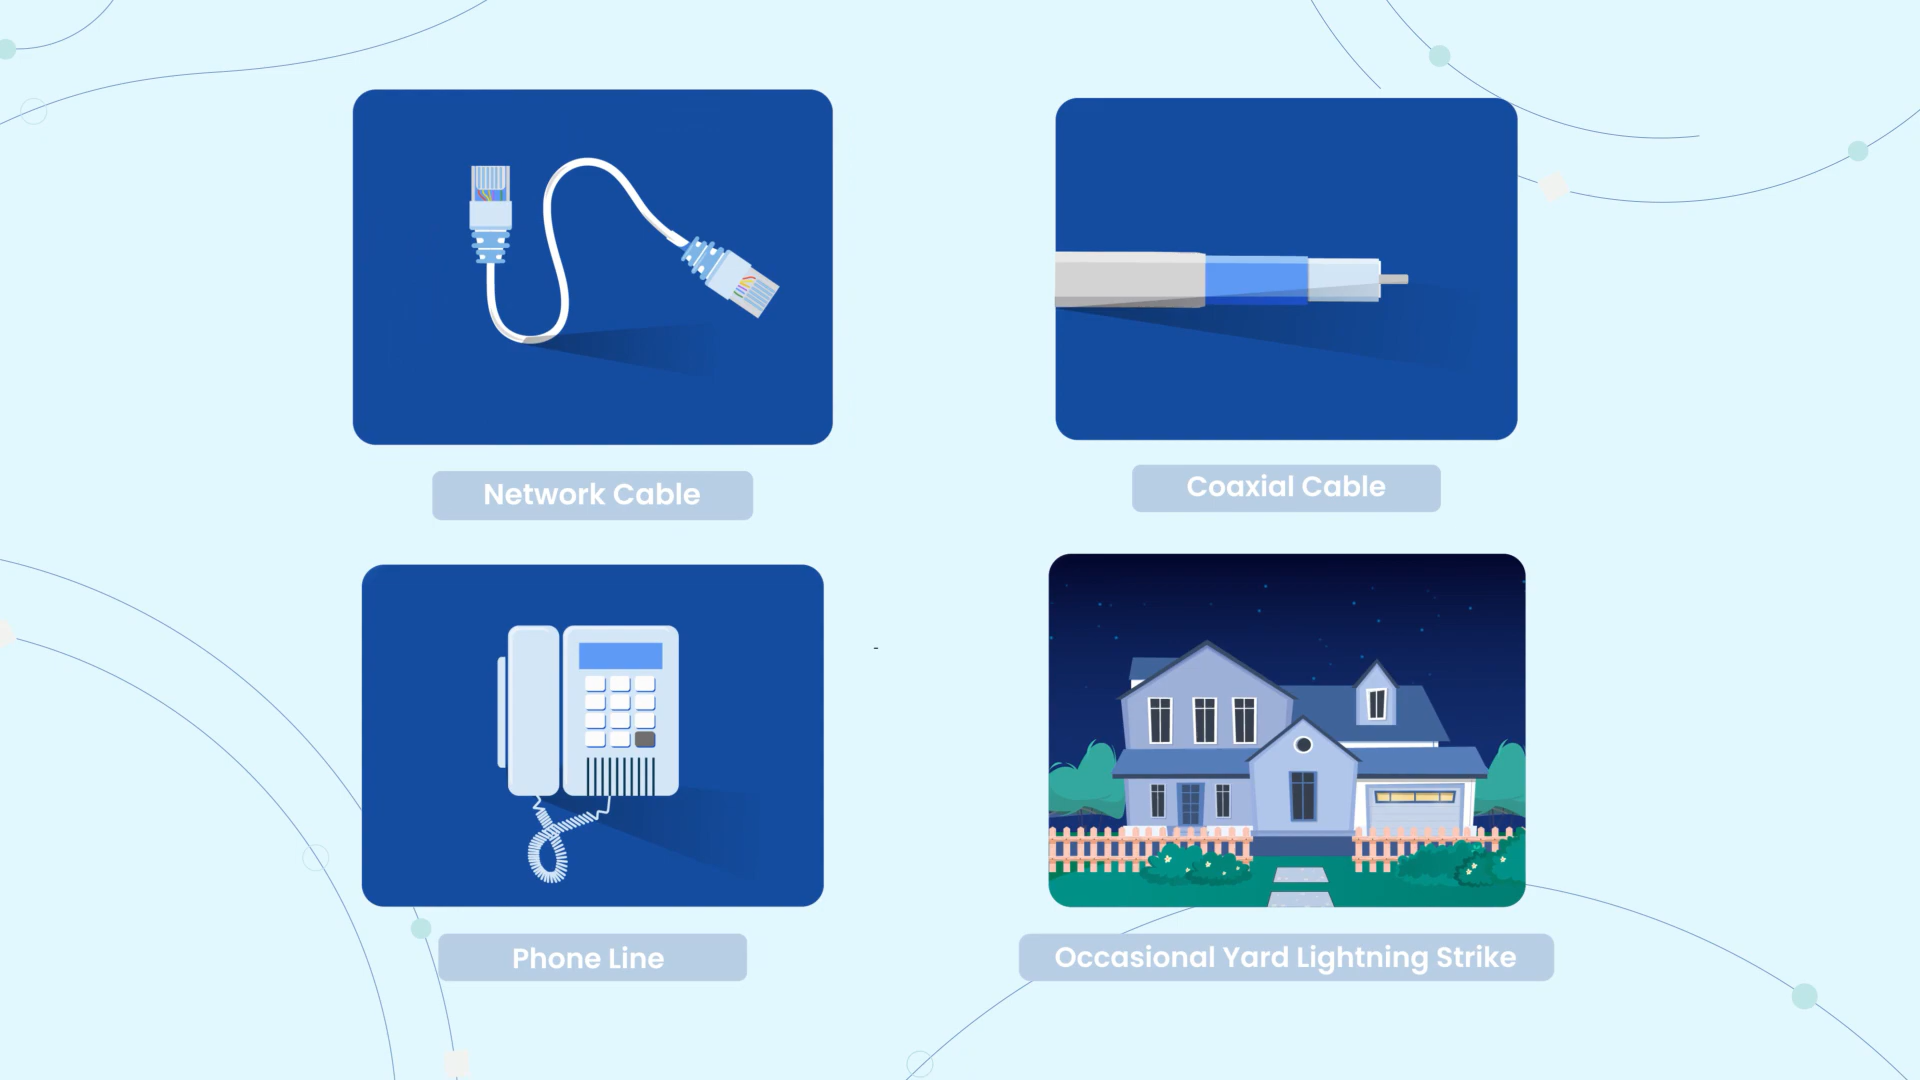 Network Cable
Coaxial Cable
Phone Line
Occasional Yard Lightning Strike